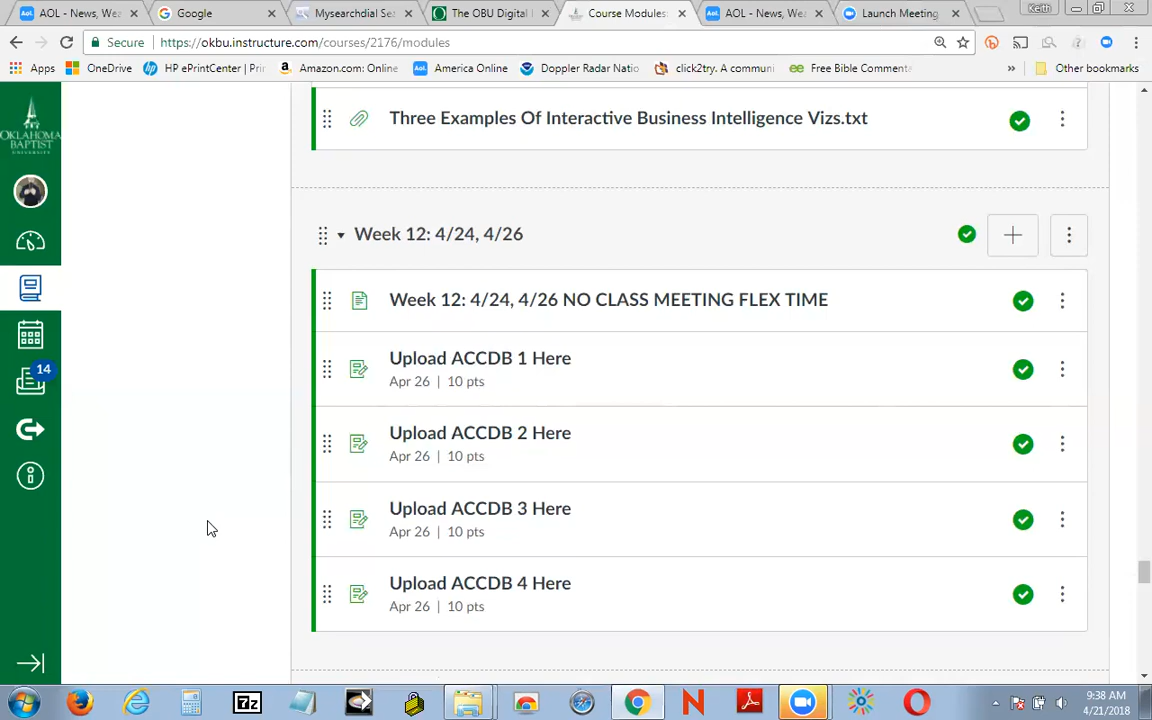 AOL - News, Wea
Google
Mysearchdial Sea
The OBU Digital
Course Modules:
AOL - News, Wea
Launch Meeting
Keith
Secure
https://okbu.instructure.com/courses/2176/modules
Apps
OneDrive
HP ePrintCenter | Pri
Amazon.com: Online
America Online
Doppler Radar Natio
click2try. A communi
Free Bible Comment
»
Other bookmarks
OKLAHOMA
BAPTIST
UNIVERSITY
Three Examples Of Interactive Business Intelligence Vizs.txt
Week 12: 4/24, 4/26
Week 12: 4/24, 4/26 NO CLASS MEETING FLEX TIME
Upload ACCDB 1 Here
Apr 26 | 10 pts
14
Upload ACCDB 2 Here
Apr 26 | 10 pts
Upload ACCDB 3 Here
Apr 26 | 10 pts
Upload ACCDB 4 Here
Apr 26 | 10 pts
7z
9:38 AM
4/21/2018